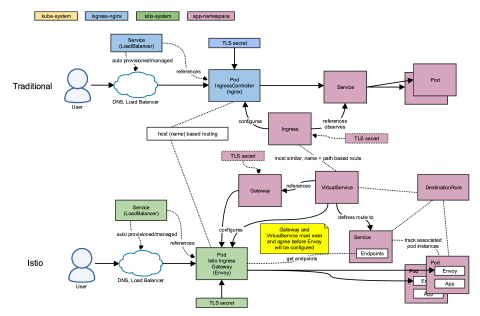 kube-system
ingress-nginx
istio-system
app-namespace
Service
(LoadBalancer)
TLS secret
auto provisioned/managed
references
Traditional
User
DNS, Load Balancer
Pod
IngressController
(nginx)
Service
Pod
configures
references
observes
Ingress
TLS secret
host (name) based routing
most similar, name + path based route
TLS secret
Gateway
references
VirtualService
DestinationRule
Service
(LoadBalancer)
configures
defines route to
auto provisioned/managed
references
Gateway and
VirtualService must exist
and agree before Envoy
will be configured
Service
Endpoints
track associated
pod instances
Istio
User
DNS, Load Balancer
Pod
Istio Ingress
Gateway
(Envoy)
get endpoints
Pod
Envoy
App
Pod
App
TLS secret